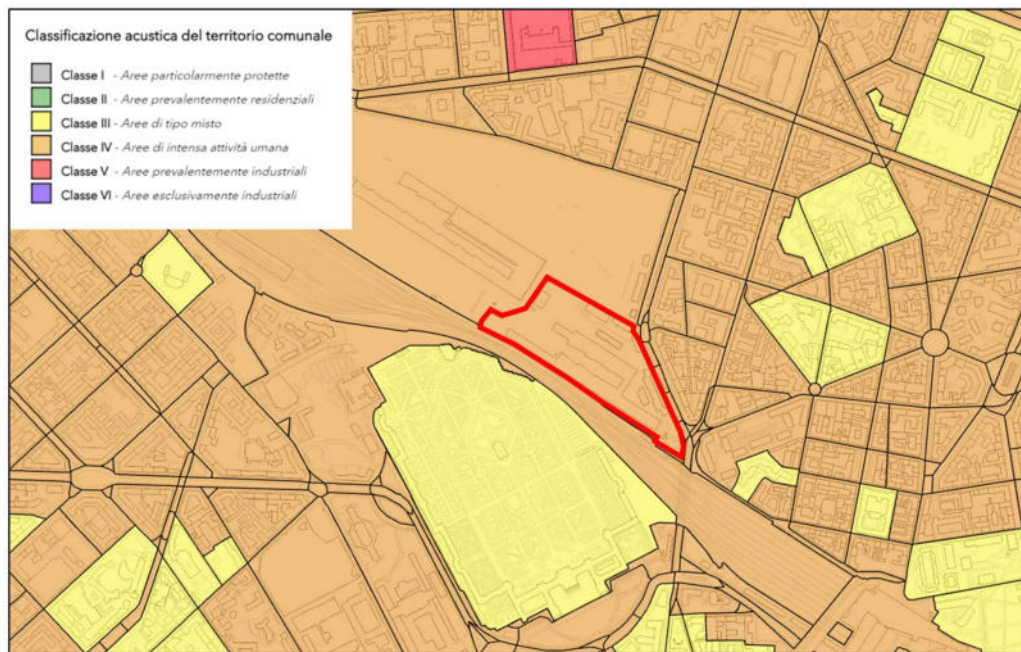 Classificazione acustica del territorio comunale
Classe I - Aree particolarmente protette
Classe II - Aree prevalentemente residenziali
Classe III - Aree di tipo misto
Classe IV - Aree di intensa attività umana
Classe V - Aree prevalentemente industriali
Classe VI - Aree esclusivamente industriali